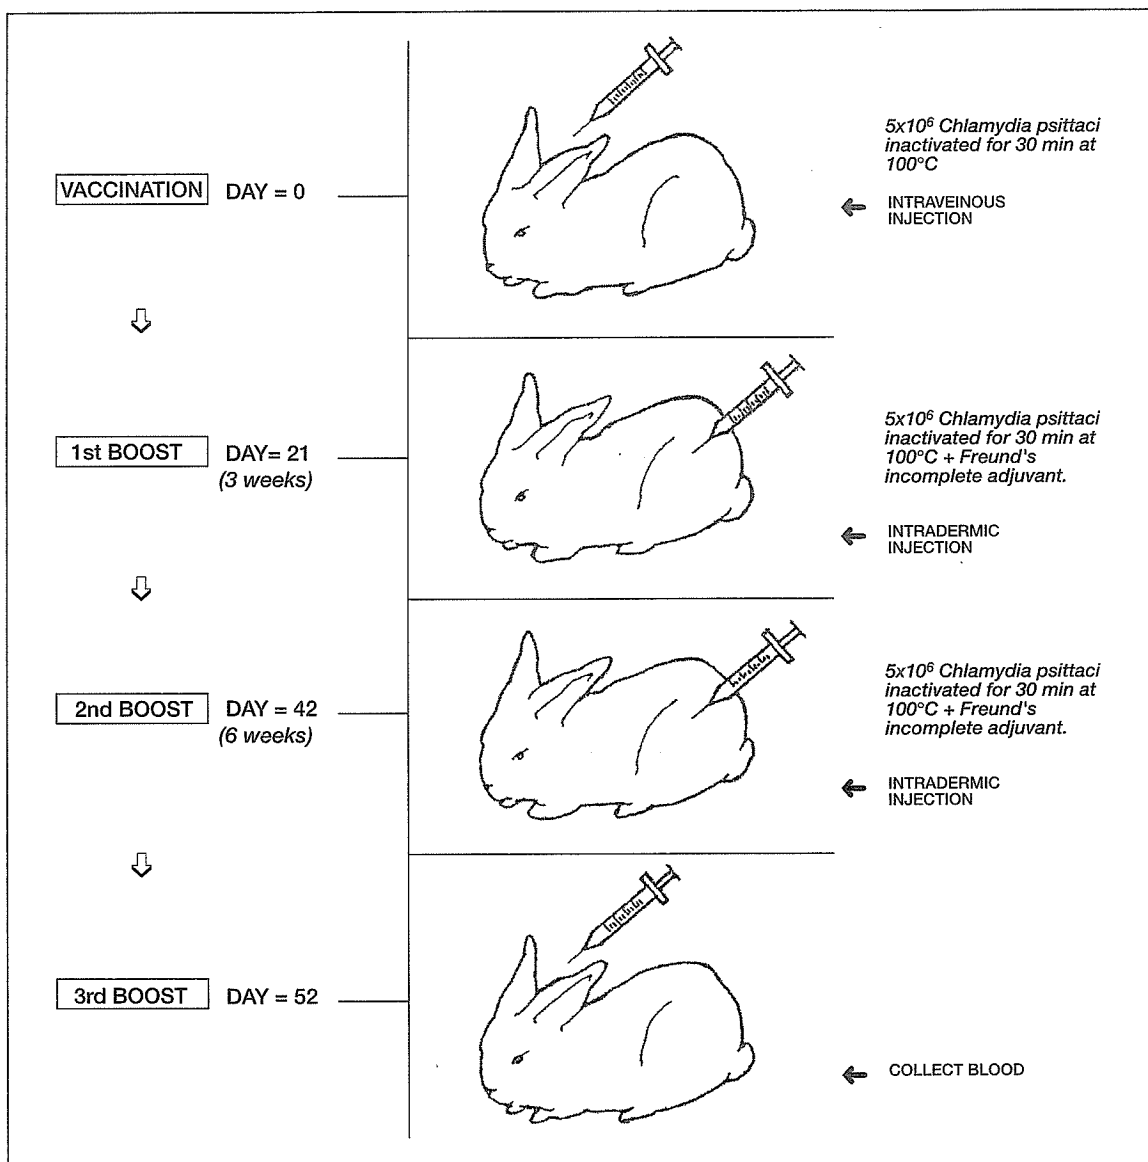 VACCINATION DAY = 0
5x10⁶ Chlamydia psittaci
inactivated for 30 min at
100°C
INTRAVEINOUS
INJECTION
1st BOOST DAY= 21
(3 weeks)
5x10⁶ Chlamydia psittaci
inactivated for 30 min at
100°C + Freund's
incomplete adjuvant.
INTRADERMIC
INJECTION
2nd BOOST DAY = 42
(6 weeks)
5x10⁶ Chlamydia psittaci
inactivated for 30 min at
100°C + Freund's
incomplete adjuvant.
INTRADERMIC
INJECTION
3rd BOOST DAY = 52
COLLECT BLOOD